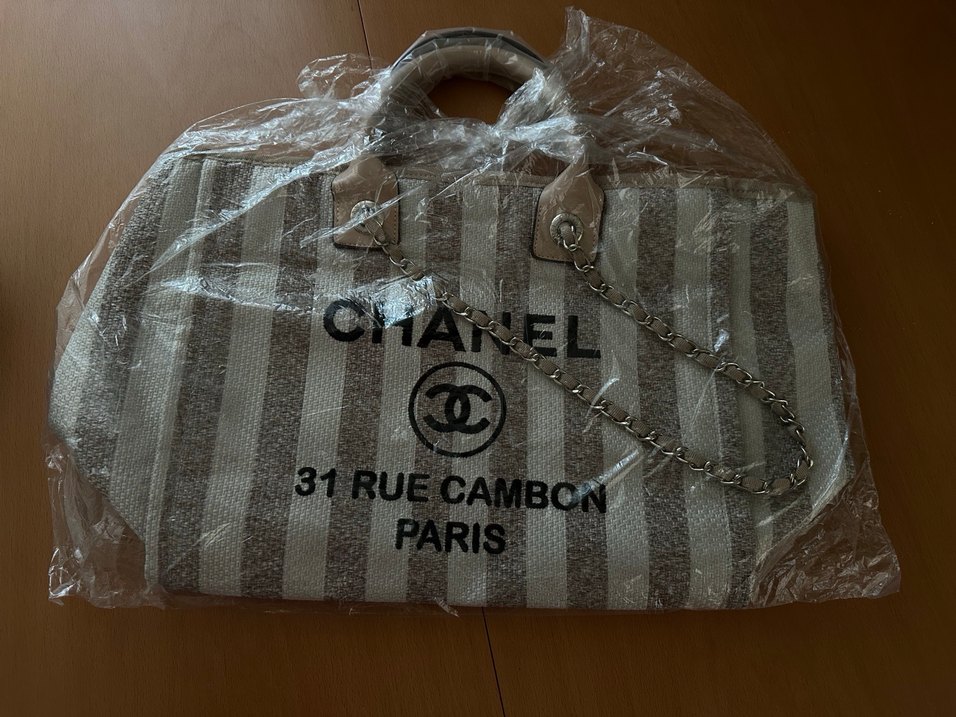 CHANEL
31 RUE CAMBON
PARIS